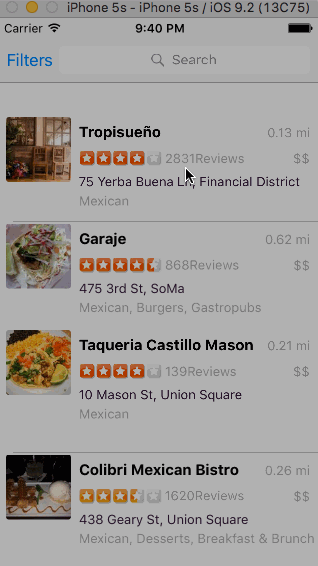 iPhone 5s - iPhone 5s / iOS 9.2 (13C75)
Carrier 9:40 PM
Filters Search
Tropisueño 0.13 mi
2831Reviews $$
75 Yerba Buena Ln, Financial District
Mexican
Garaje 0.62 mi
868Reviews $$
475 3rd St, SoMa
Mexican, Burgers, Gastropubs
Taqueria Castillo Mason 0.21 mi
139Reviews $$
10 Mason St, Union Square
Mexican
Colibri Mexican Bistro 0.26 mi
1620Reviews $$
438 Geary St, Union Square
Mexican, Desserts, Breakfast & Brunch